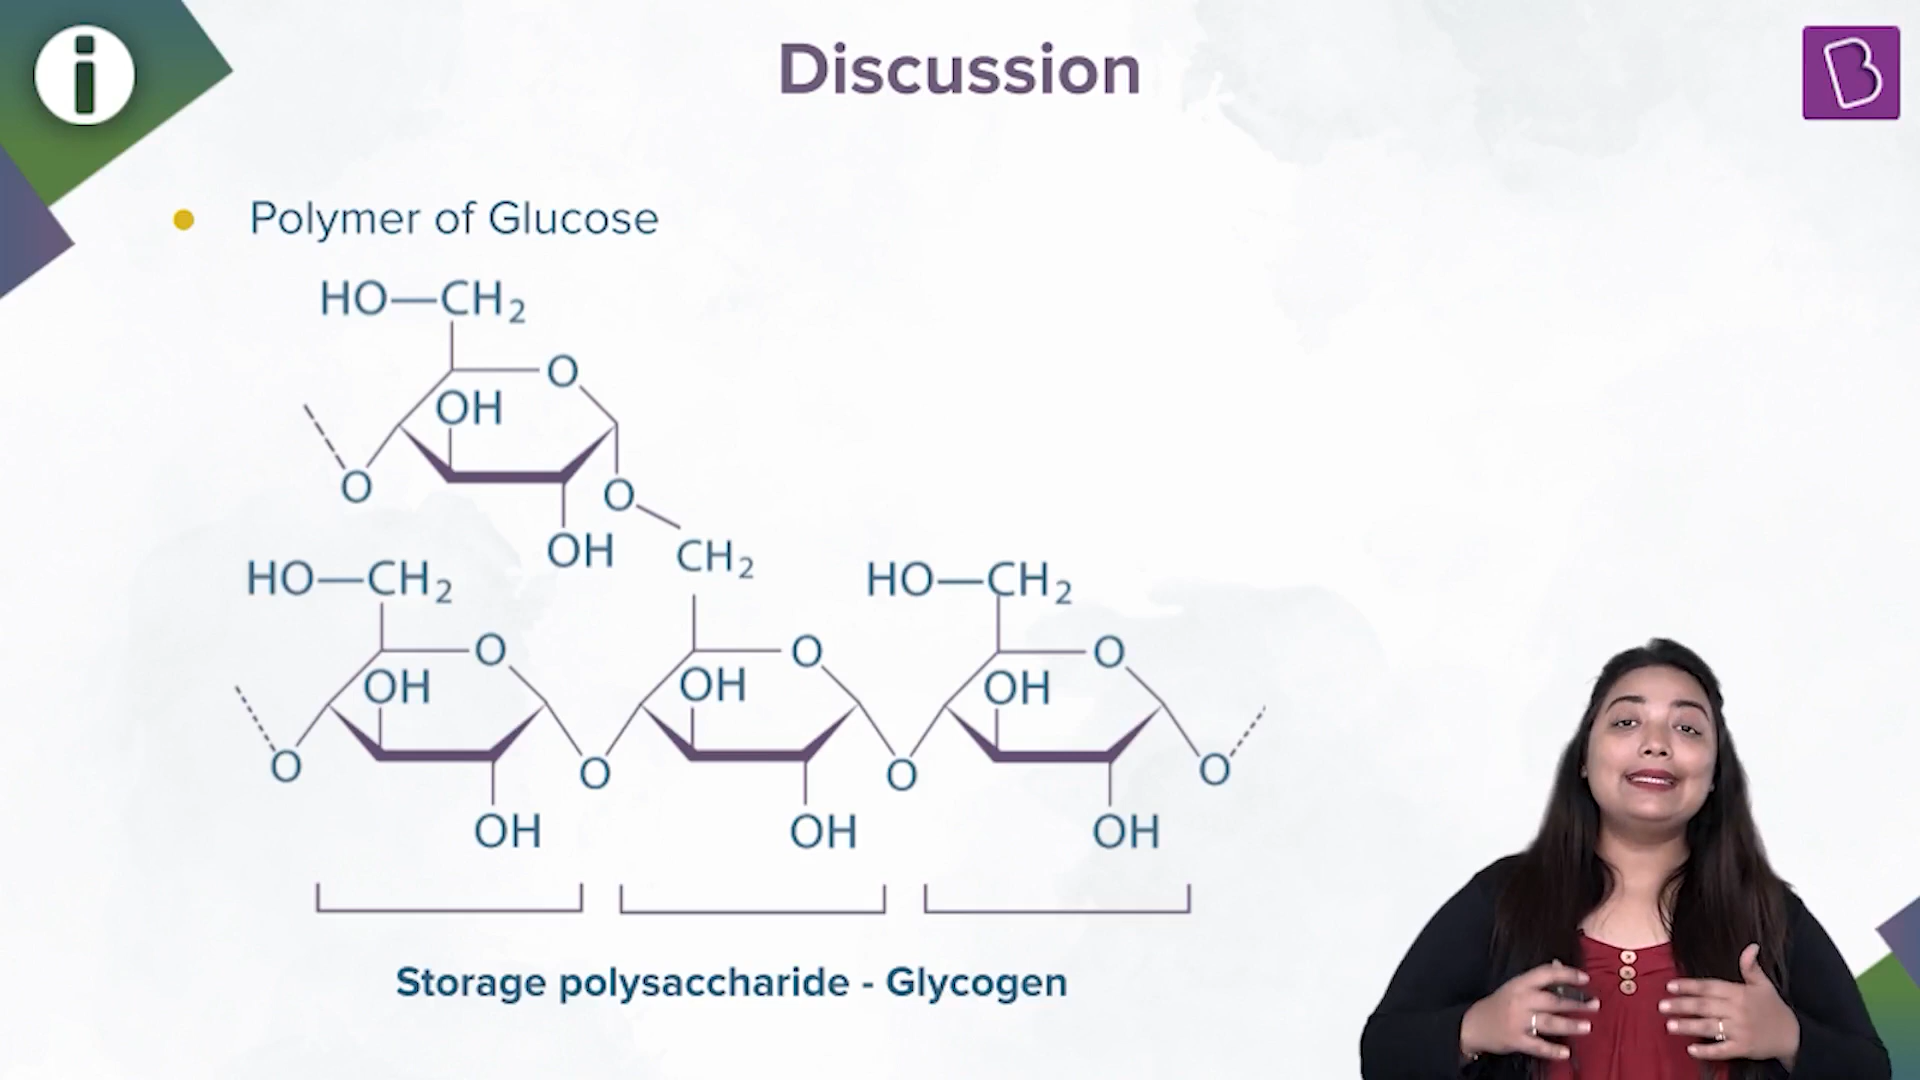 i
Discussion
B
Polymer of Glucose
HO—CH2
O
OH
O
O
OH
CH2
HO—CH2
HO—CH2
O
O
O
OH
OH
OH
O
O
O
O
OH
OH
OH
Storage polysaccharide - Glycogen